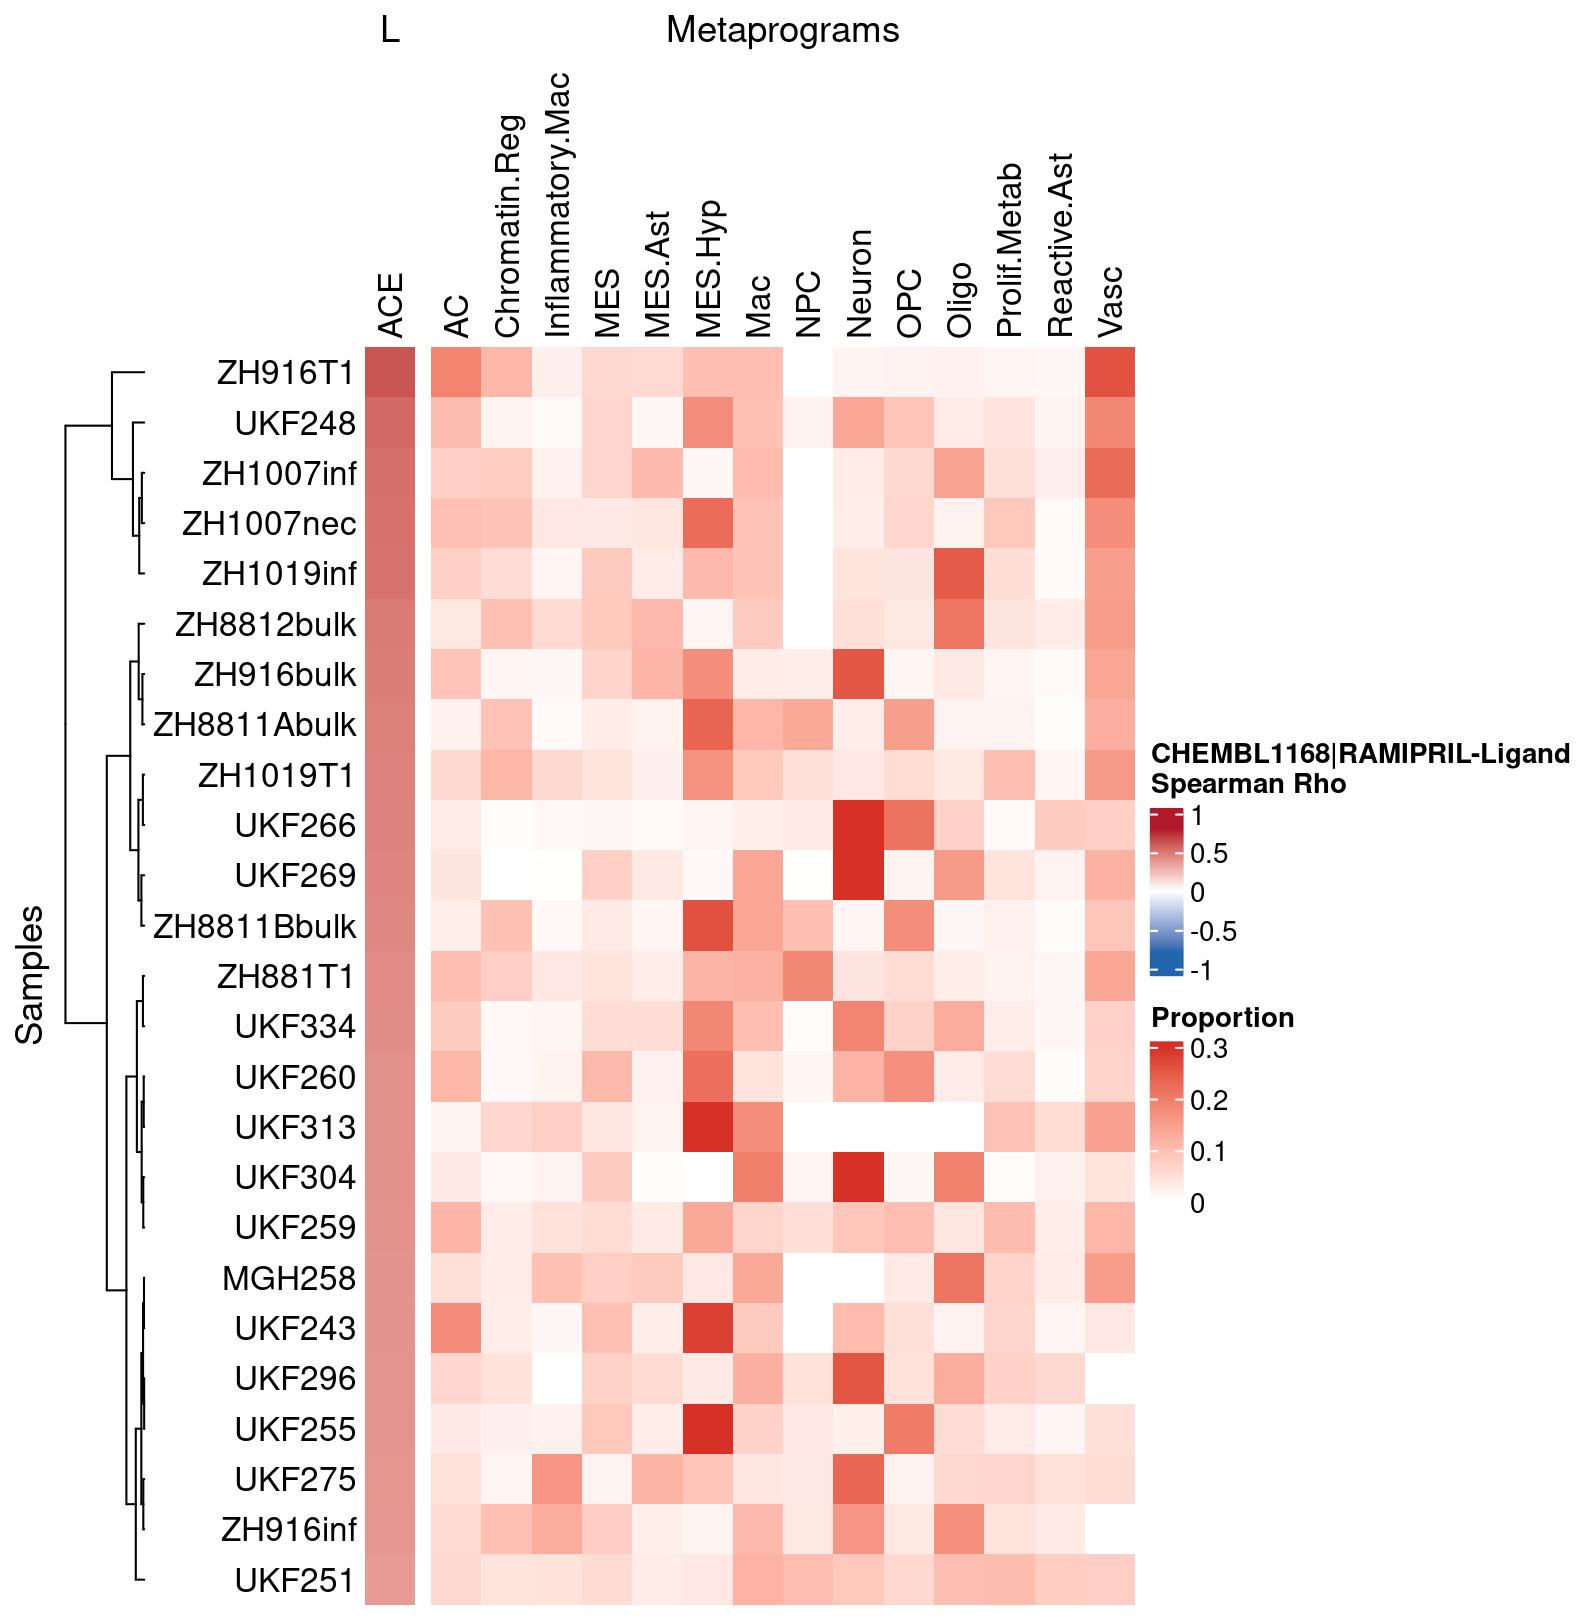 L Metaprograms
ACE
AC
Chromatin.Reg
Inflammatory.Mac
MES
MES.Ast
MES.Hyp
Mac
NPC
Neuron
OPC
Oligo
Prolif.Metab
Reactive.Ast
Vasc
Samples
ZH916T1
UKF248
ZH1007inf
ZH1007nec
ZH1019inf
ZH8812bulk
ZH916bulk
ZH8811Abulk
ZH1019T1
UKF266
UKF269
ZH8811Bbulk
ZH881T1
UKF334
UKF260
UKF313
UKF304
UKF259
MGH258
UKF243
UKF296
UKF255
UKF275
ZH916inf
UKF251
CHEMBL1168|RAMIPRIL-Ligand
Spearman Rho
1
0.5
0
-0.5
-1
Proportion
0.3
0.2
0.1
0